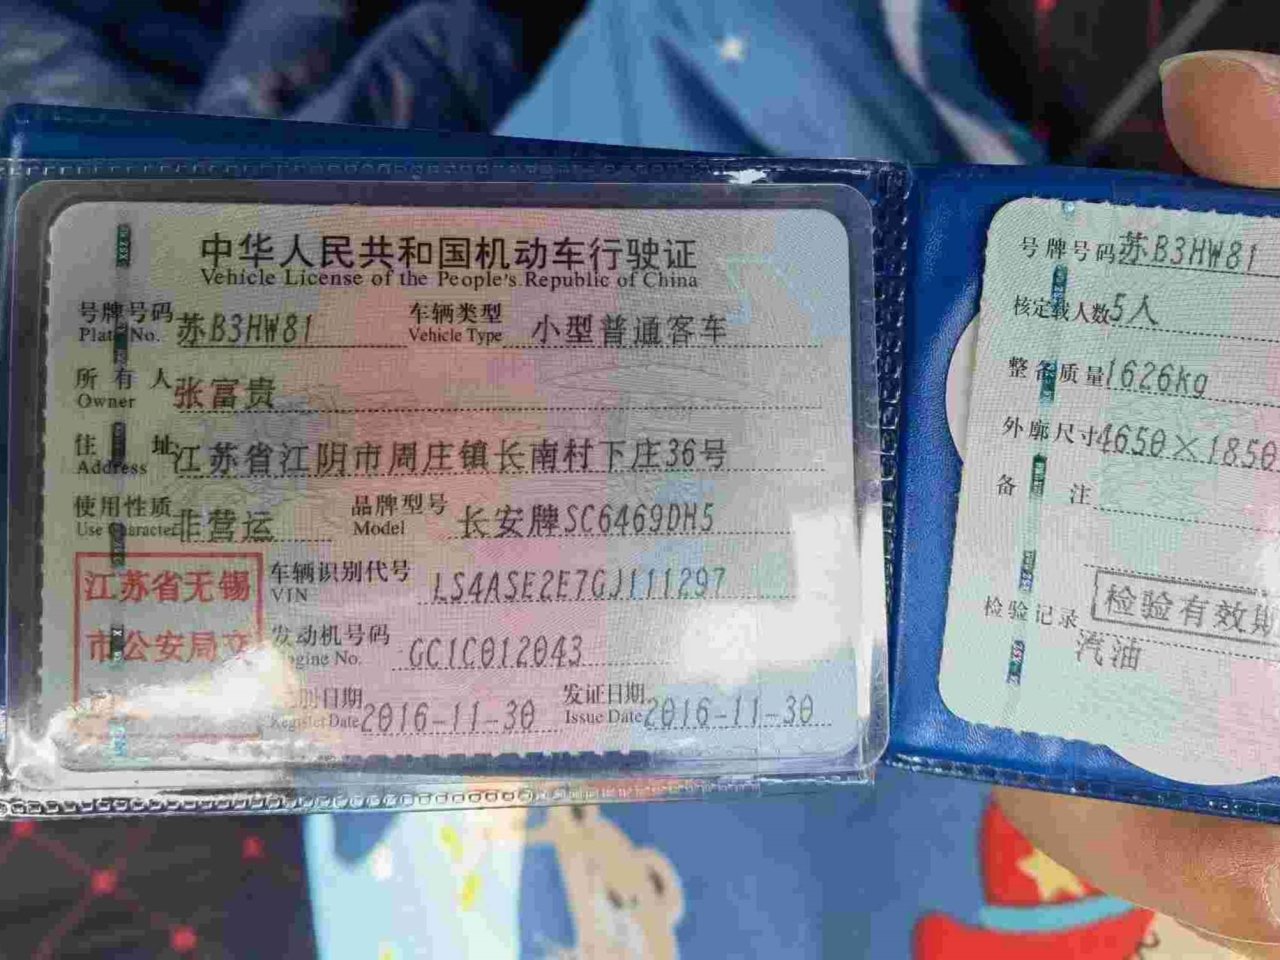 中华人民共和国机动车行驶证
Vehicle License of the People's Republic of China
号牌号码 苏B3HW81 车辆类型 小型普通客车
Plate No. Vehicle Type
所有人 张富贵
Owner
住址 江苏省江阴市周庄镇长南村下庄36号
Address
使用性质 非营运 品牌型号 长安牌SC6469DH5
Use Character Model
江苏省无锡
市公安局交
车辆识别代号 LS4ASE2E7GJ111297
VIN
发动机号码 GC1C012043
Engine No.
册日期 2016-11-30 发证日期 2016-11-30
Register Date Issue Date
号牌号码 苏B3HW81
核定载人数 5人
整备质量 1626kg
外廓尺寸 4650×1850
备注
检验有效期
检验记录
汽油